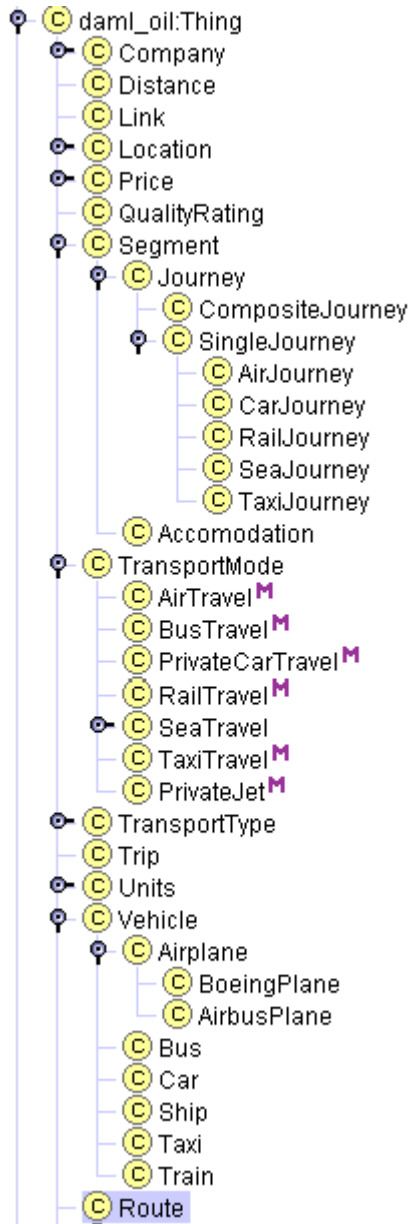 C daml_oil:Thing
C Company
C Distance
C Link
C Location
C Price
C QualityRating
C Segment
C Journey
C CompositeJourney
C SingleJourney
C AirJourney
C CarJourney
C RailJourney
C SeaJourney
C TaxiJourney
C Accomodation
C TransportMode
C AirTravel M
C BusTravel M
C PrivateCarTravel M
C RailTravel M
C SeaTravel
C TaxiTravel M
C PrivateJet M
C TransportType
C Trip
C Units
C Vehicle
C Airplane
C BoeingPlane
C AirbusPlane
C Bus
C Car
C Ship
C Taxi
C Train
C Route